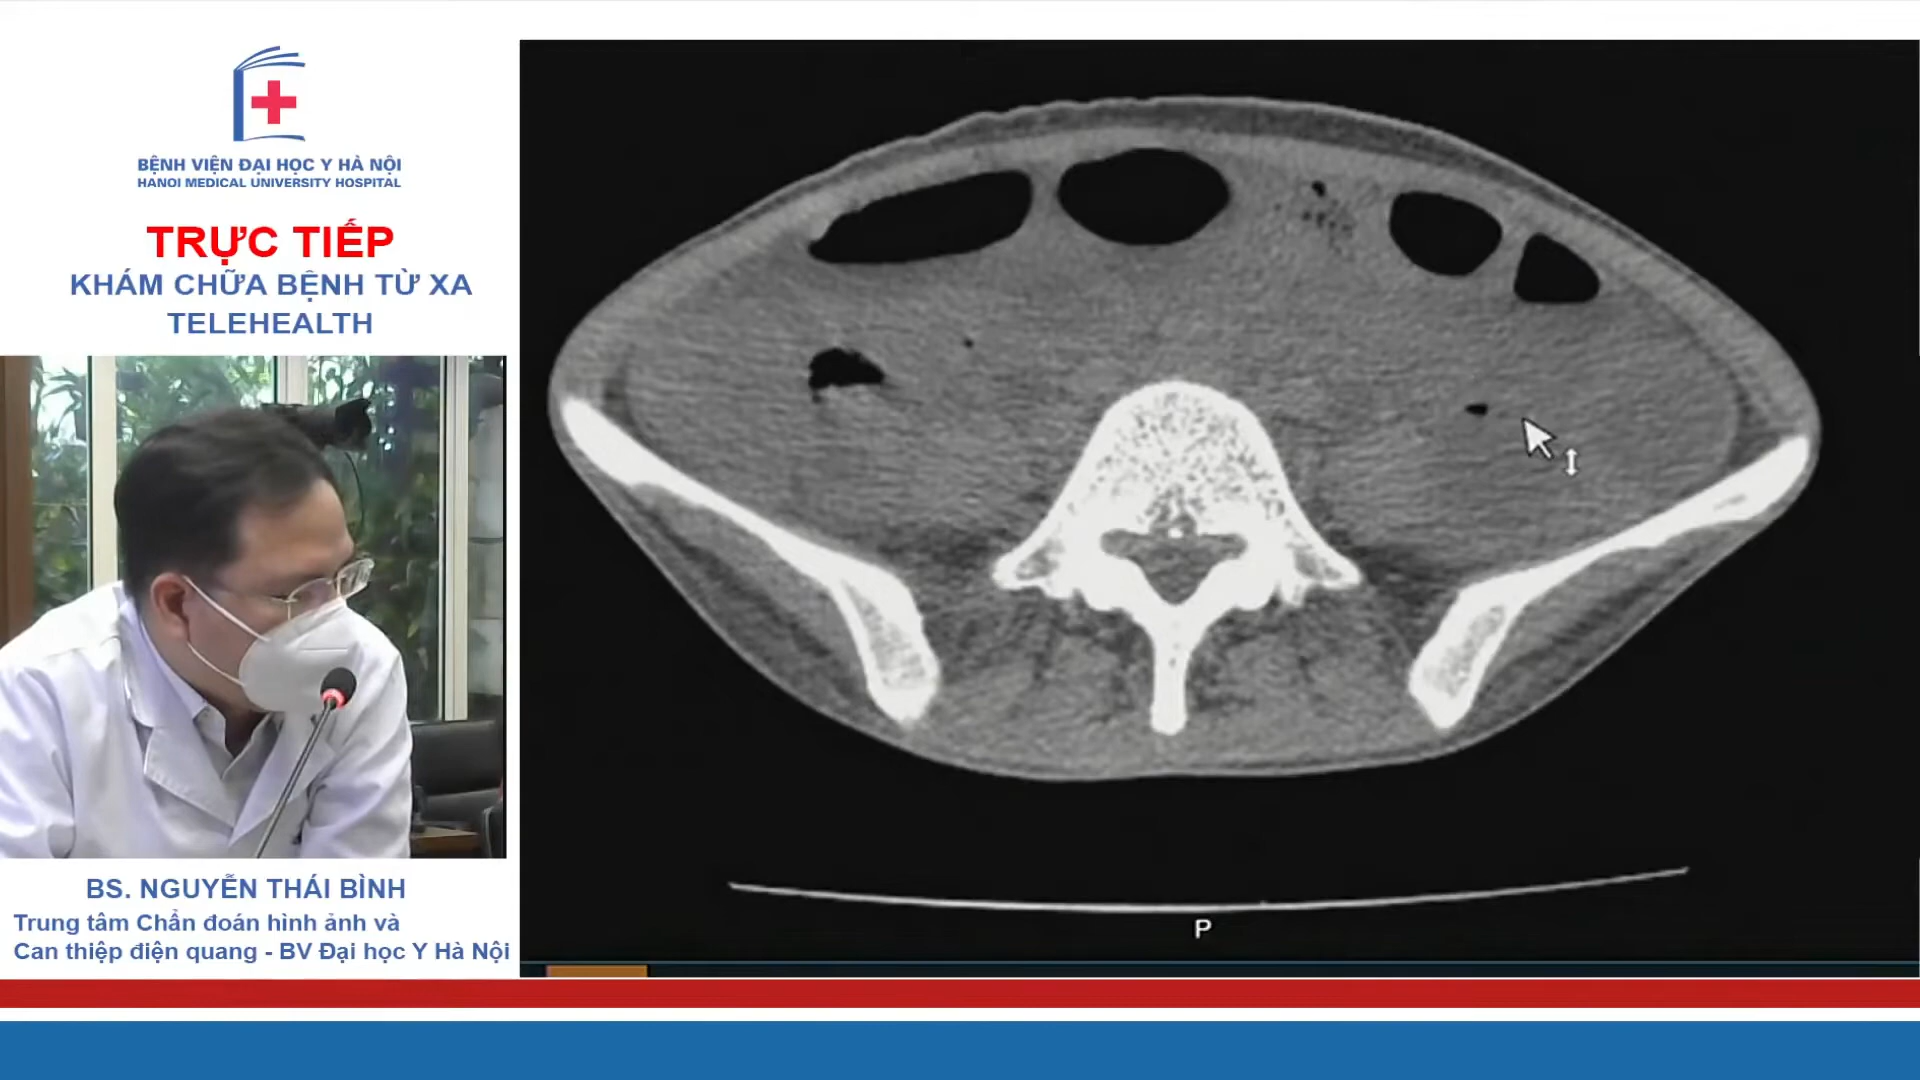 BỆNH VIỆN ĐẠI HỌC Y HÀ NỘI
HANOI MEDICAL UNIVERSITY HOSPITAL
TRỰC TIẾP
KHÁM CHỮA BỆNH TỪ XA
TELEHEALTH
BS. NGUYỄN THÁI BÌNH
Trung tâm Chẩn đoán hình ảnh và
Can thiệp điện quang - BV Đại học Y Hà Nội
P